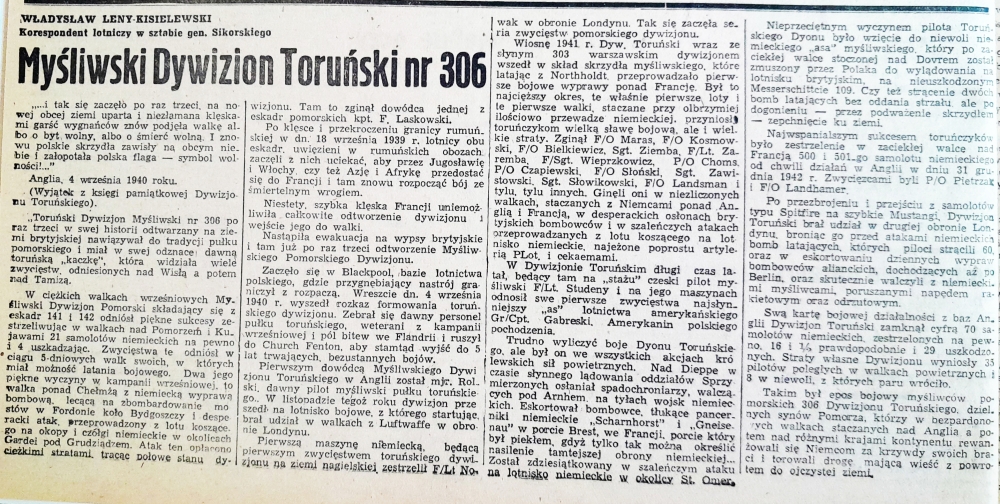 WŁADYSŁAW LENY-KISIELEWSKI
Korespondent lotniczy w sztabie gen. Sikorskiego
Myśliwski Dywizion Toruński nr 306
„...i tak się zaczęło po raz trzeci, na no-
wej obcej ziemi uparta i niezłamana klęska-
mi garść wygnańców znów podjęła walkę al-
bo o byt wolny, albo o śmierć wolną. I zno-
wu polskie skrzydła zawisły na obcym nie-
bie i załopotała polska flaga — symbol wol-
ności!..."
Anglia, 4 września 1940 roku.
(Wyjątek z księgi pamiątkowej Dywizjo-
nu Toruńskiego).
„Toruński Dywizjon Myśliwski nr 306 po
raz trzeci w swej historii odtwarzany na zie-
mi brytyjskiej nawiązywał do tradycji pułku
pomorskiego i miał w swej odznace dawną
toruńską „kaczkę", która widziała wiele
zwycięstw, odniesionych nad Wisłą a potem
nad Tamizą.
W ciężkich walkach wrześniowych My-
śliwski Dywizjon Pomorski składający się z
eskadr 141 i 142 odniósł piękne sukcesy ze-
strzeliwując w walkach nad Pomorzem i Ku-
jawami 21 samolotów niemieckich na pewno
i 4 uszkadzając. Zwycięstwa te odniósł w
ciągu 5-dniowych walk swoich, w których
miał możność latania bojowego. Dwa jego
piękne wyczyny w kampanii wrześniowej, to
walka ponad Chełmżą z niemiecką wyprawą
bombową, lecącą na zbombardowanie mo-
stów w Fordonie koło Bydgoszczy i despe-
racki atak, przeprowadzony z lotu koszące-
go na okopy i czołgi niemieckie w okolicach
Gardei pod Grudziądzem. Atak ten opłacono
ciężkimi stratami, tracąc połowę stanu dy-
wizjonu. Tam to zginął dowódca jednej z
eskadr pomorskich kpt. F. Laskowski.
Po klęsce i przekroczeniu granicy rumuń-
skiej w dn. 18 września 1939 r. lotnicy obu
eskadr, uwięzieni w rumuńskich obozach,
zaczęli z nich uciekać, aby przez Jugosławię
i Włochy, czy też Azję i Afrykę przedostać
się do Francji i tam znowu rozpocząć bój ze
śmiertelnym wrogiem.
Niestety, szybka klęska Francji uniemoż-
liwiła całkowite odtworzenie dywizjonu i
wejście jego do walki.
Nastąpiła ewakuacja na wyspy brytyjskie
i tam już po raz trzeci odtworzenie Myśliw-
skiego Pomorskiego Dywizjonu.
Zaczęło się w Blackpool, bazie lotnictwa
polskiego, gdzie przygnębiający nastrój gra-
niczył z rozpaczą. Wreszcie dn. 4 września
1940 r. wyszedł rozkaz formowania toruń-
skiego dywizjonu. Zebrał się dawny personel
pułku toruńskiego, weterani z kampanii
wrześniowej i pól bitew we Flandrii i ruszył
do Church Fenton, aby stamtąd wyjść do 5
lat trwających, bezustannych bojów.
Pierwszym dowódcą Myśliwskiego Dywi
zjonu Toruńskiego w Anglii został mjr. Rol-
ski, dawny pilot myśliwski pułku toruńskie-
go.. W listopadzie tegoż roku dywizjon prze-
szedł na lotnisko bojowe, z którego startując,
brał udział w walkach z Luftwaffe w obro-
nie Londynu.
Pierwszą maszynę niemiecką, będącą
pierwszym zwycięstwem toruńskiego dywi-
zjonu na ziemi nagielskiej zestrzelił F/Lt No-
wak w obronie Londynu. Tak się zaczęła se-
ria zwycięstw pomorskiego dywizjonu.
Wiosnę 1941 r. Dyw. Toruński wraz ze
słynym 303 warszawskim dywizjonem
wszedł w skład skrzydła myśliwskiego, które
latając z Northholdt, przeprowadzało pierw-
sze bojowe wyprawy ponad Francję. Był to
najcięższy okres, te właśnie pierwsze loty i
te pierwsze walki, staczane przy olbrzymiej
ilościowo przewadze niemieckiej, przyniosły
toruńczykom wielką sławę bojową, ale i wiel-
kie straty. Zginął F/O Maras, F/O Kosmow-
ski, F/O Bielkiewicz, Sgt. Ziemba, F/Lt. Za-
remba, F/Sgt. Wieprzkowicz, P/O Choms,
P/O Czapiewski, F/O Słoński, Sgt. Zawi-
stowski, Sgt. Słowikowski, F/O Landsman i
tylu, tylu innych. Ginęli oni w niezliczonych
walkach, staczanych z Niemcami ponad An-
glią i Francją, w desperackich osłonach bry-
tyjskich bombowców i w szaleńczych atakach
przeprowadzanych z lotu koszącego na lot-
nisko niemieckie, najeżone poprostu artyle-
rią PLot, i cekaemami.
W Dywizjonie Toruńskim długi czas la-
tał, będący tam na „stażu" czeski pilot my-
śliwski F/Lt. Studeny i na jego maszynach
odniósł swe pierwsze zwycięstwa najsłyn-
niejszy „as" lotnictwa amerykańskiego
Gr/Cpt. Gabreski, Amerykanin polskiego
pochodzenia.
Trudno wyliczyć boje Dyonu Toruńskie-
go, ale był on we wszystkich akcjach kró
lewskich sił powietrznych. Nad Dieppe w
czasie słynego lądowania oddziałów Sprzy-
mierzonych osłaniał spadochroniarzy, walczą-
cych pod Arnhem, na tyłach wojsk niemiec-
kich. Eskortował bombowce, tłukące pancer-
niki niemieckie „Scharnhorst" i „Gneise-
nau" w porcie Brest, we Francji, porcie który
był piekłem, gdyż tylko tak można określić
nasilenie tamtejszej obrony niemieckiej...
Został zdziesiątkowany w szaleńczym ataku
na lotnisko niemieckie w okolicy St. Omer.
Nieprzeciętnym wyczynem pilota Toruń-
skiego Dyonu było wzięcie do niewoli nie-
mieckiego „asa" myśliwskiego, który po za-
ciekłej walce stoczonej nad Dovrem został
zmuszony przez Polaka do wylądowania na
lotnisku brytyjskim, na nieuszkodzonym
Messerschittcie 109. Czy też strącenie dwóch
bomb latających bez oddania strzału, ale po
dogonieniu — przez podważenie skrzydłem
— zepchnięcie ku ziemi.
Najwspanialszym sukcesem toruńczyków
było zestrzelenie w zaciekłej walce nad
Francją 500 i 501-go samolotu niemieckiego
od chwili działań w Anglii w dniu 31 gru-
dnia 1942 r. Zwycięzcami byli P/O Pietrzak
i F/O Landhamer.
Po przezbrojeniu i przejściu z samolotów
typu Spitfire na szybkie Mustangi, Dywizjon
Toruński brał udział w drugiej obronie Lon-
dynu, broniąc go przed atakami niemieckich
bomb latających, których piloci stracili 60,
oraz w eskortowaniu dziennych wypraw
bombowców alianckich, dochodzących aż po
Berlin, oraz skutecznie walczyli z niemiecki-
mi myśliwcami, poruszanymi napędem ra-
kietowym oraz odrzutowym.
Swą kartę bojowej działalności z baz An-
glii Dywizjon Toruński zamknął cyfrą 70 sa-
molotów niemieckich, zestrzelonych na pew-
no, 16 i ¼ prawdopodobnie i 29 uszkodzo-
nych. Straty własne Dywizjonu wyniosły 35
pilotów poległych w walkach powietrznych i
8 w niewoli, z których paru wróciło.
Takim był epos bojowy myśliwców po-
morskich 306 Dywizjonu Toruńskiego, dziel-
nych synów Pomorza, którzy w bezpardono-
wych walkach staczanych nad Anglią a po-
tem nad różnymi krajami kontynentu rewan-
żowali się Niemcom za krzywdy swoich bra-
ci i torowali drogę mającą wieść z powro-
tem do ojczystej ziemi.